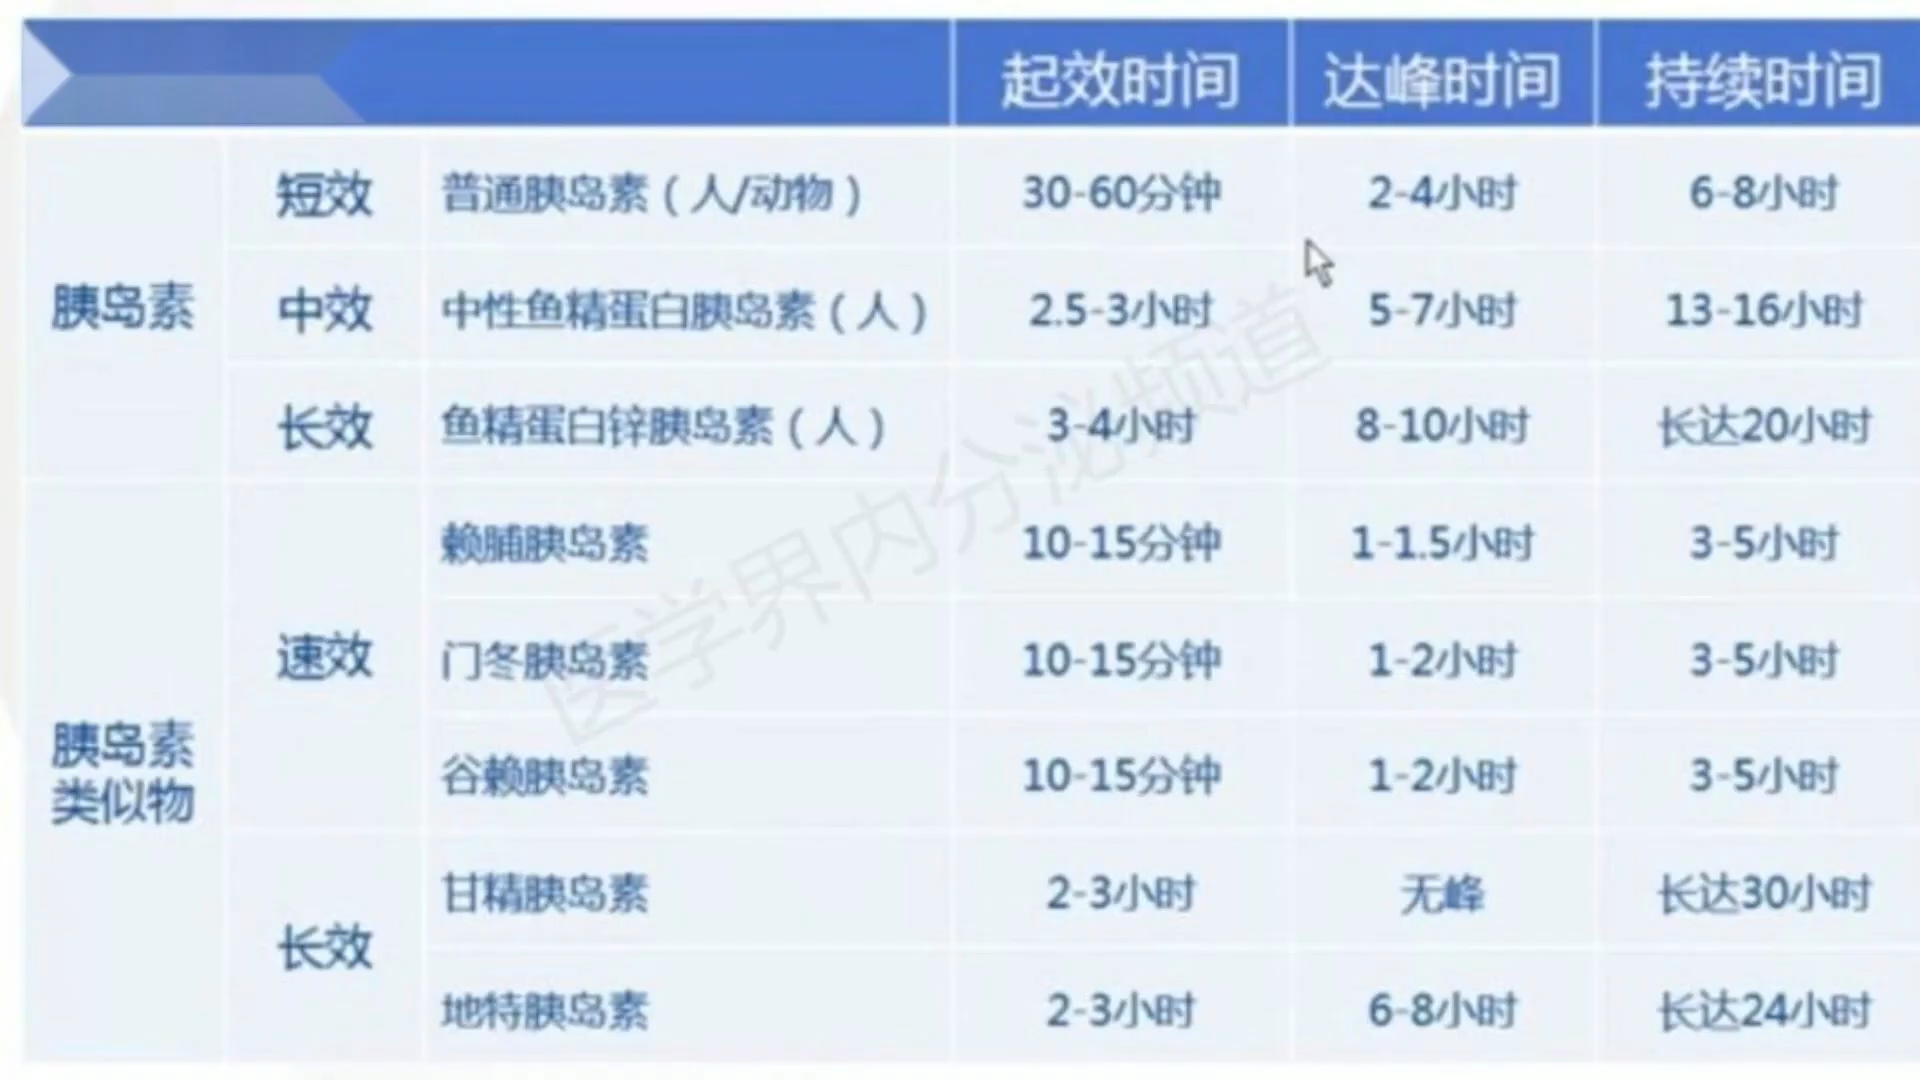 起效时间 达峰时间 持续时间
胰岛素
短效 普通胰岛素（人/动物） 30-60分钟 2-4小时 6-8小时
中效 中性鱼精蛋白胰岛素（人） 2.5-3小时 5-7小时 13-16小时
长效 鱼精蛋白锌胰岛素（人） 3-4小时 8-10小时 长达20小时
胰岛素
类似物
速效
赖脯胰岛素 10-15分钟 1-1.5小时 3-5小时
门冬胰岛素 10-15分钟 1-2小时 3-5小时
谷赖胰岛素 10-15分钟 1-2小时 3-5小时
长效
甘精胰岛素 2-3小时 无峰 长达30小时
地特胰岛素 2-3小时 6-8小时 长达24小时
医学界内分泌频道